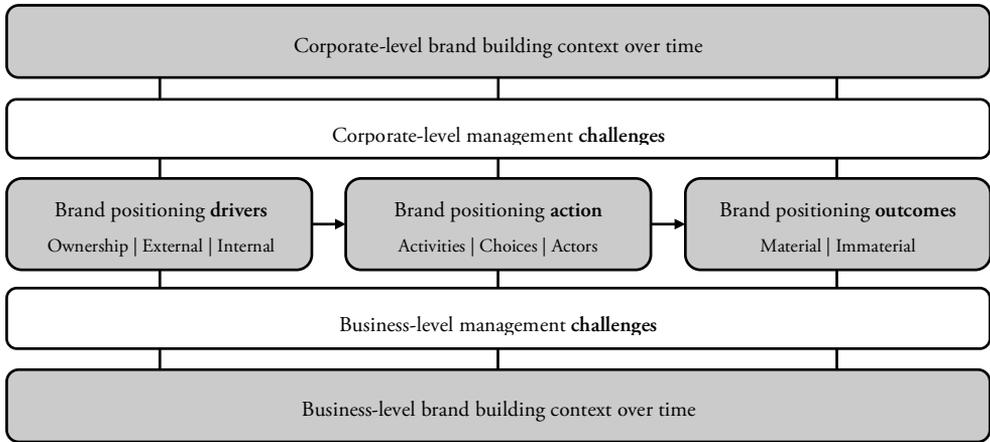 Corporate-level brand building context over time
Corporate-level management challenges
Brand positioning drivers
Ownership | External | Internal
Brand positioning action
Activities | Choices | Actors
Brand positioning outcomes
Material | Immaterial
Business-level management challenges
Business-level brand building context over time